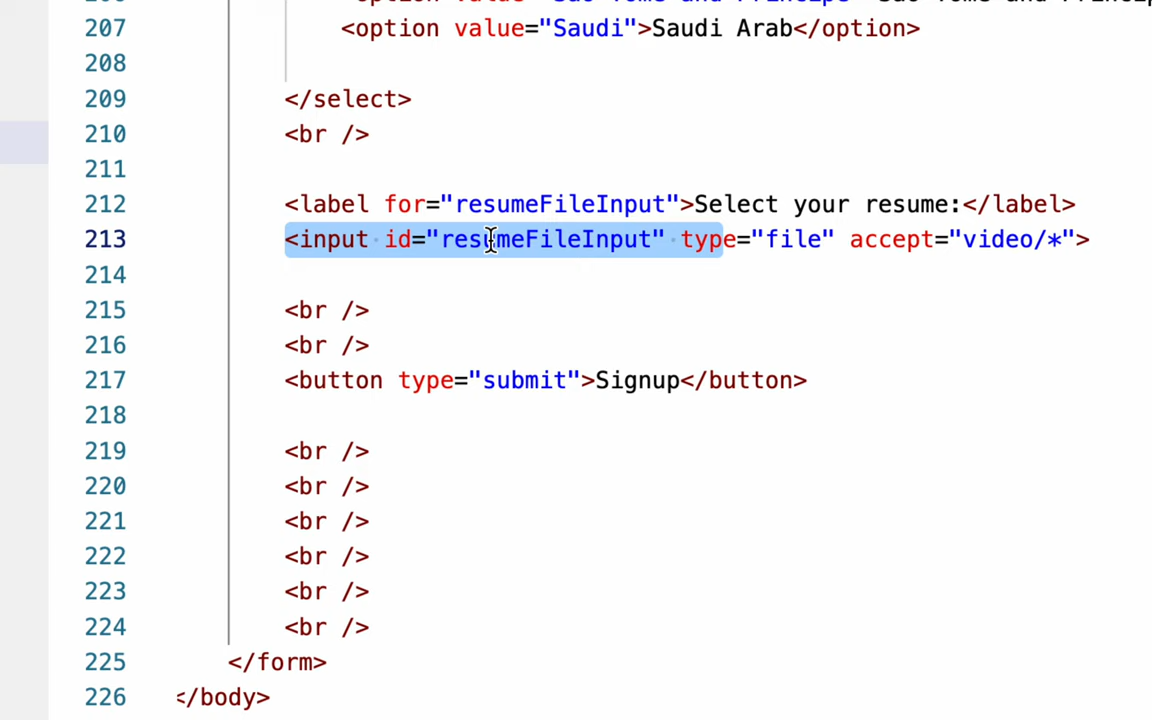 207 <option value="Saudi">Saudi Arab</option>
208
209 </select>
210 <br />
211
212 <label for="resumeFileInput">Select your resume:</label>
213 <input id="resumeFileInput" type="file" accept="video/*">
214
215 <br />
216 <br />
217 <button type="submit">Signup</button>
218
219 <br />
220 <br />
221 <br />
222 <br />
223 <br />
224 <br />
225 </form>
226 </body>